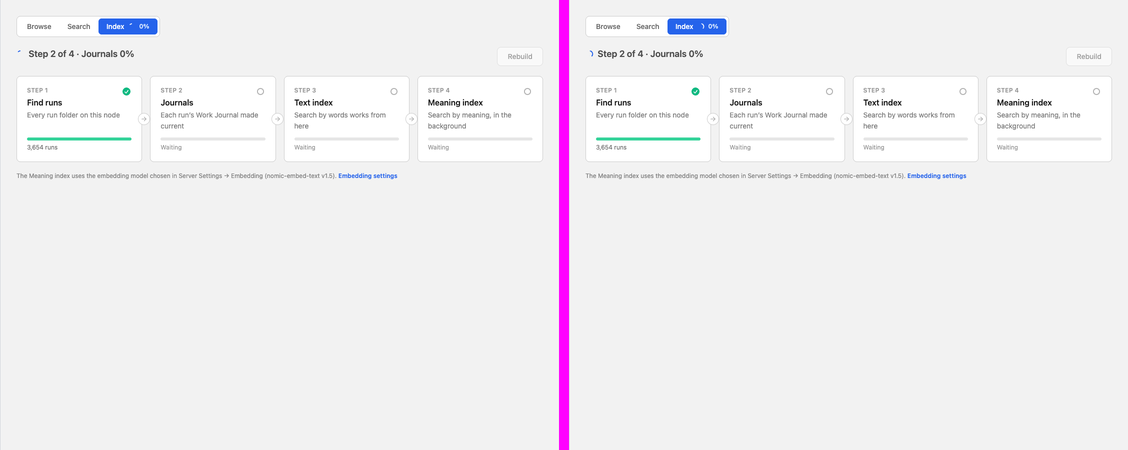 Browse Search Index 0%
Step 2 of 4 · Journals 0%
Rebuild
STEP 1
Find runs
Every run folder on this node
3,654 runs
STEP 2
Journals
Each run's Work Journal made
current
Waiting
STEP 3
Text index
Search by words works from
here
Waiting
STEP 4
Meaning index
Search by meaning, in the
background
Waiting
The Meaning index uses the embedding model chosen in Server Settings → Embedding (nomic-embed-text v1.5). Embedding settings
Browse Search Index 0%
Step 2 of 4 · Journals 0%
Rebuild
STEP 1
Find runs
Every run folder on this node
3,654 runs
STEP 2
Journals
Each run's Work Journal made
current
Waiting
STEP 3
Text index
Search by words works from
here
Waiting
STEP 4
Meaning index
Search by meaning, in the
background
Waiting
The Meaning index uses the embedding model chosen in Server Settings → Embedding (nomic-embed-text v1.5). Embedding settings